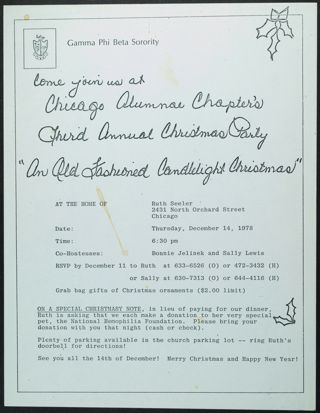 Gamma Phi Beta Sorority
Come join us at
Chicago Alumnae Chapter's
Third Annual Christmas Party
"An Old Fashioned Candlelight Christmas"
AT THE HOME OF Ruth Seeler
2431 North Orchard Street
Chicago
Date: Thursday, December 14, 1978
Time: 6:30 pm
Co-Hostesses: Bonnie Jelinek and Sally Lewis
RSVP by December 11 to Ruth at 633-6526 (O) or 472-3432 (H)
or Sally at 630-7313 (O) or 644-4116 (H)
Grab bag gifts of Christmas ornaments ($2.00 limit)
ON A SPECIAL CHRISTMASY NOTE, in lieu of paying for our dinner,
Ruth is asking that we each make a donation to her very special
pet, the National Hemophilia Foundation. Please bring your
donation with you that night (cash or check).
Plenty of parking available in the church parking lot -- ring Ruth's
doorbell for directions!
See you all the 14th of December! Merry Christmas and Happy New Year!